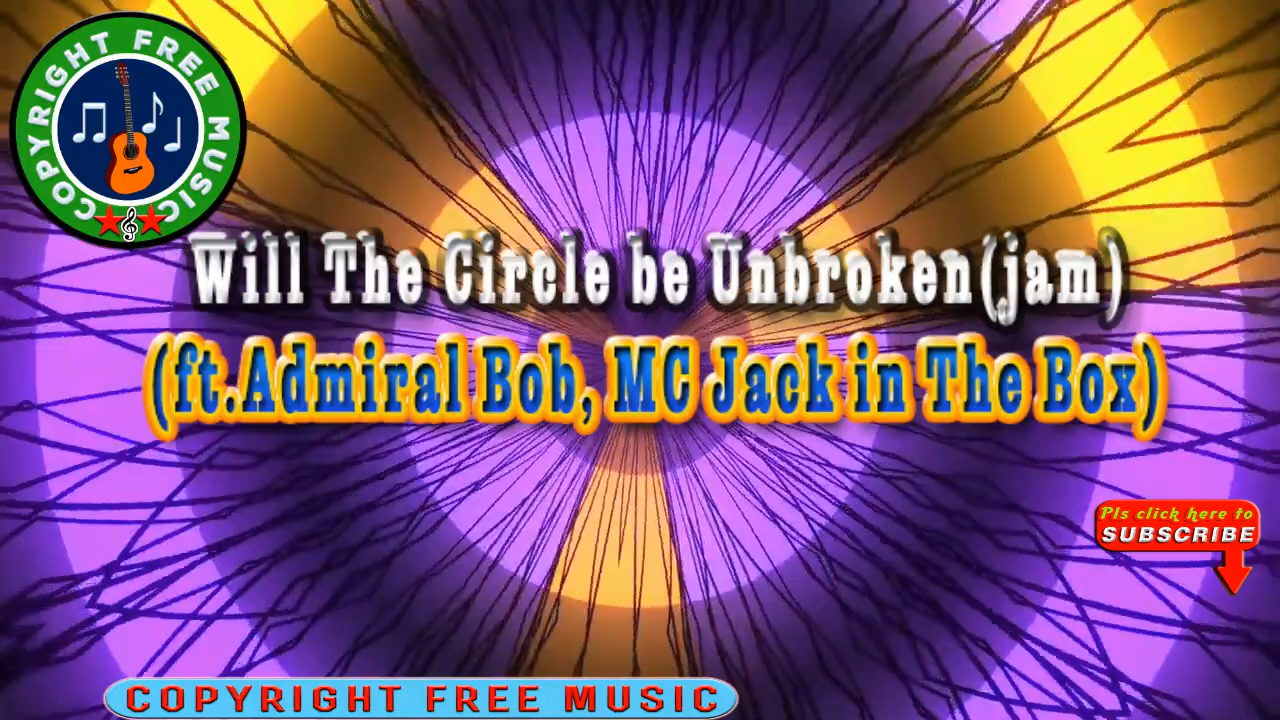 COPYRIGHT FREE MUSIC
Will The Circle be Unbroken(jam)
(ft.Admiral Bob, MC Jack in The Box)
Pls click here to
SUBSCRIBE
COPYRIGHT FREE MUSIC